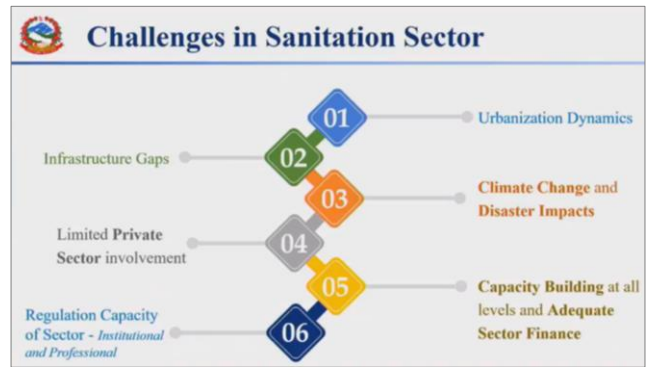 Challenges in Sanitation Sector
01
Urbanization Dynamics
Infrastructure Gaps
02
03
Climate Change and
Disaster Impacts
Limited Private
Sector involvement
04
05
Capacity Building at all
levels and Adequate
Sector Finance
Regulation Capacity
of Sector - Institutional
and Professional
06